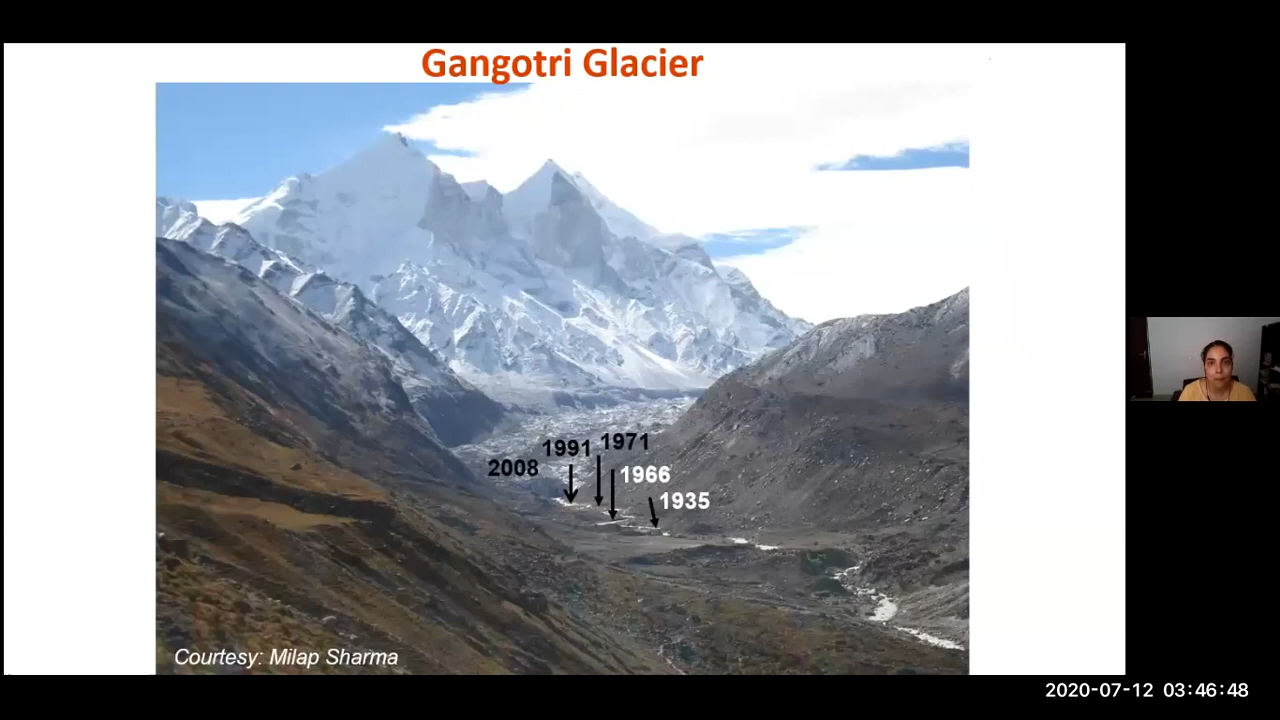 Gangotri Glacier
1991 1971
2008
1966
1935
Courtesy: Milap Sharma
2020-07-12 03:46:48